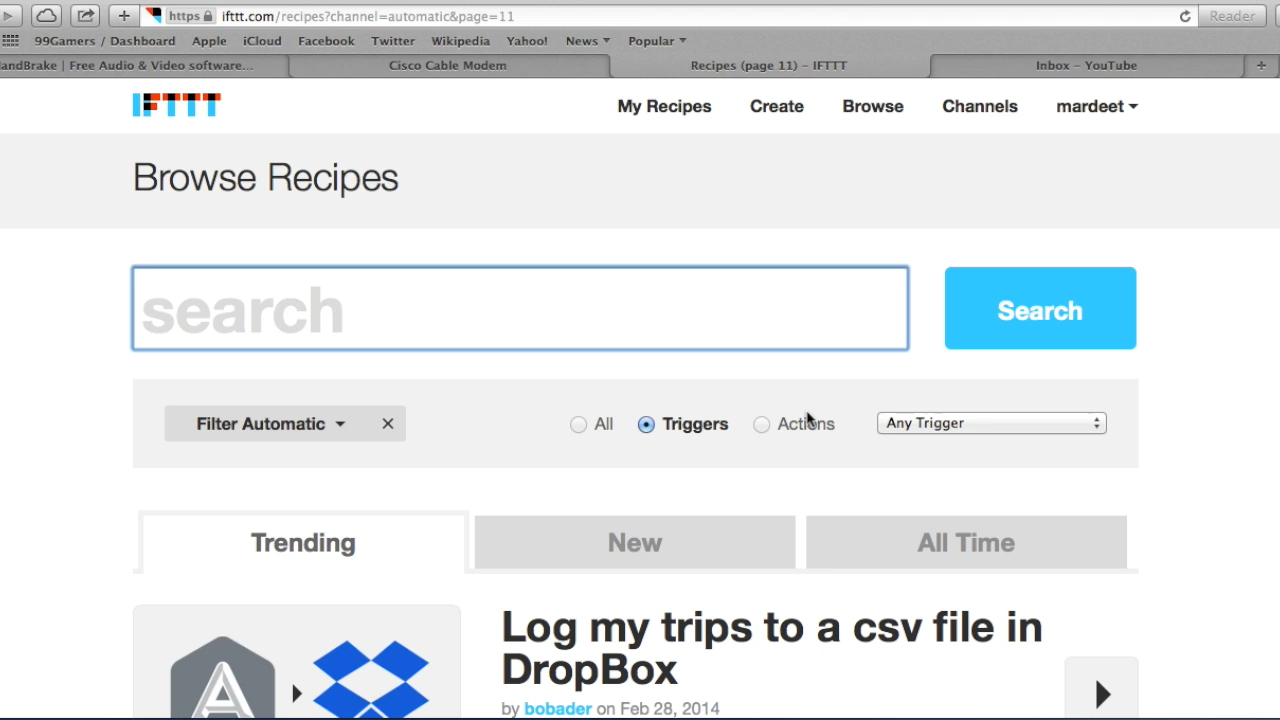 https ifttt.com/recipes?channel=automatic&page=11 Reader
99Gamers / Dashboard Apple iCloud Facebook Twitter Wikipedia Yahoo! News Popular
andBrake | Free Audio & Video software... Cisco Cable Modem Recipes (page 11) – IFTTT Inbox – YouTube
IFTTT My Recipes Create Browse Channels mardeet
Browse Recipes
search Search
Filter Automatic All Triggers Actions Any Trigger
Trending New All Time
Log my trips to a csv file in
DropBox
by bobader on Feb 28, 2014